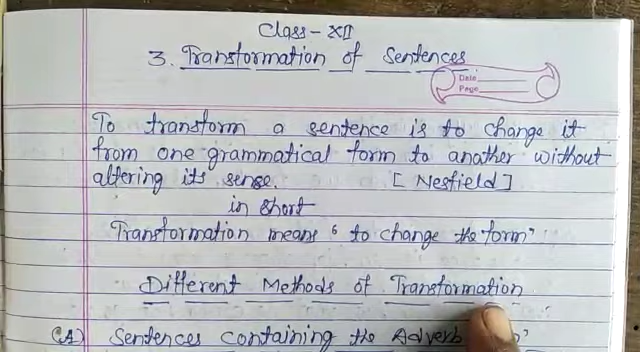 Class - XII
3. Transformation of Sentences
Date
Page
To transform a sentence is to change it
from one grammatical form to anather without
altering its sense. [Nesfield]
in short
Transformation means ‘to change the form’
Different Methods of Transformation
(A) Sentences containing the Adverb